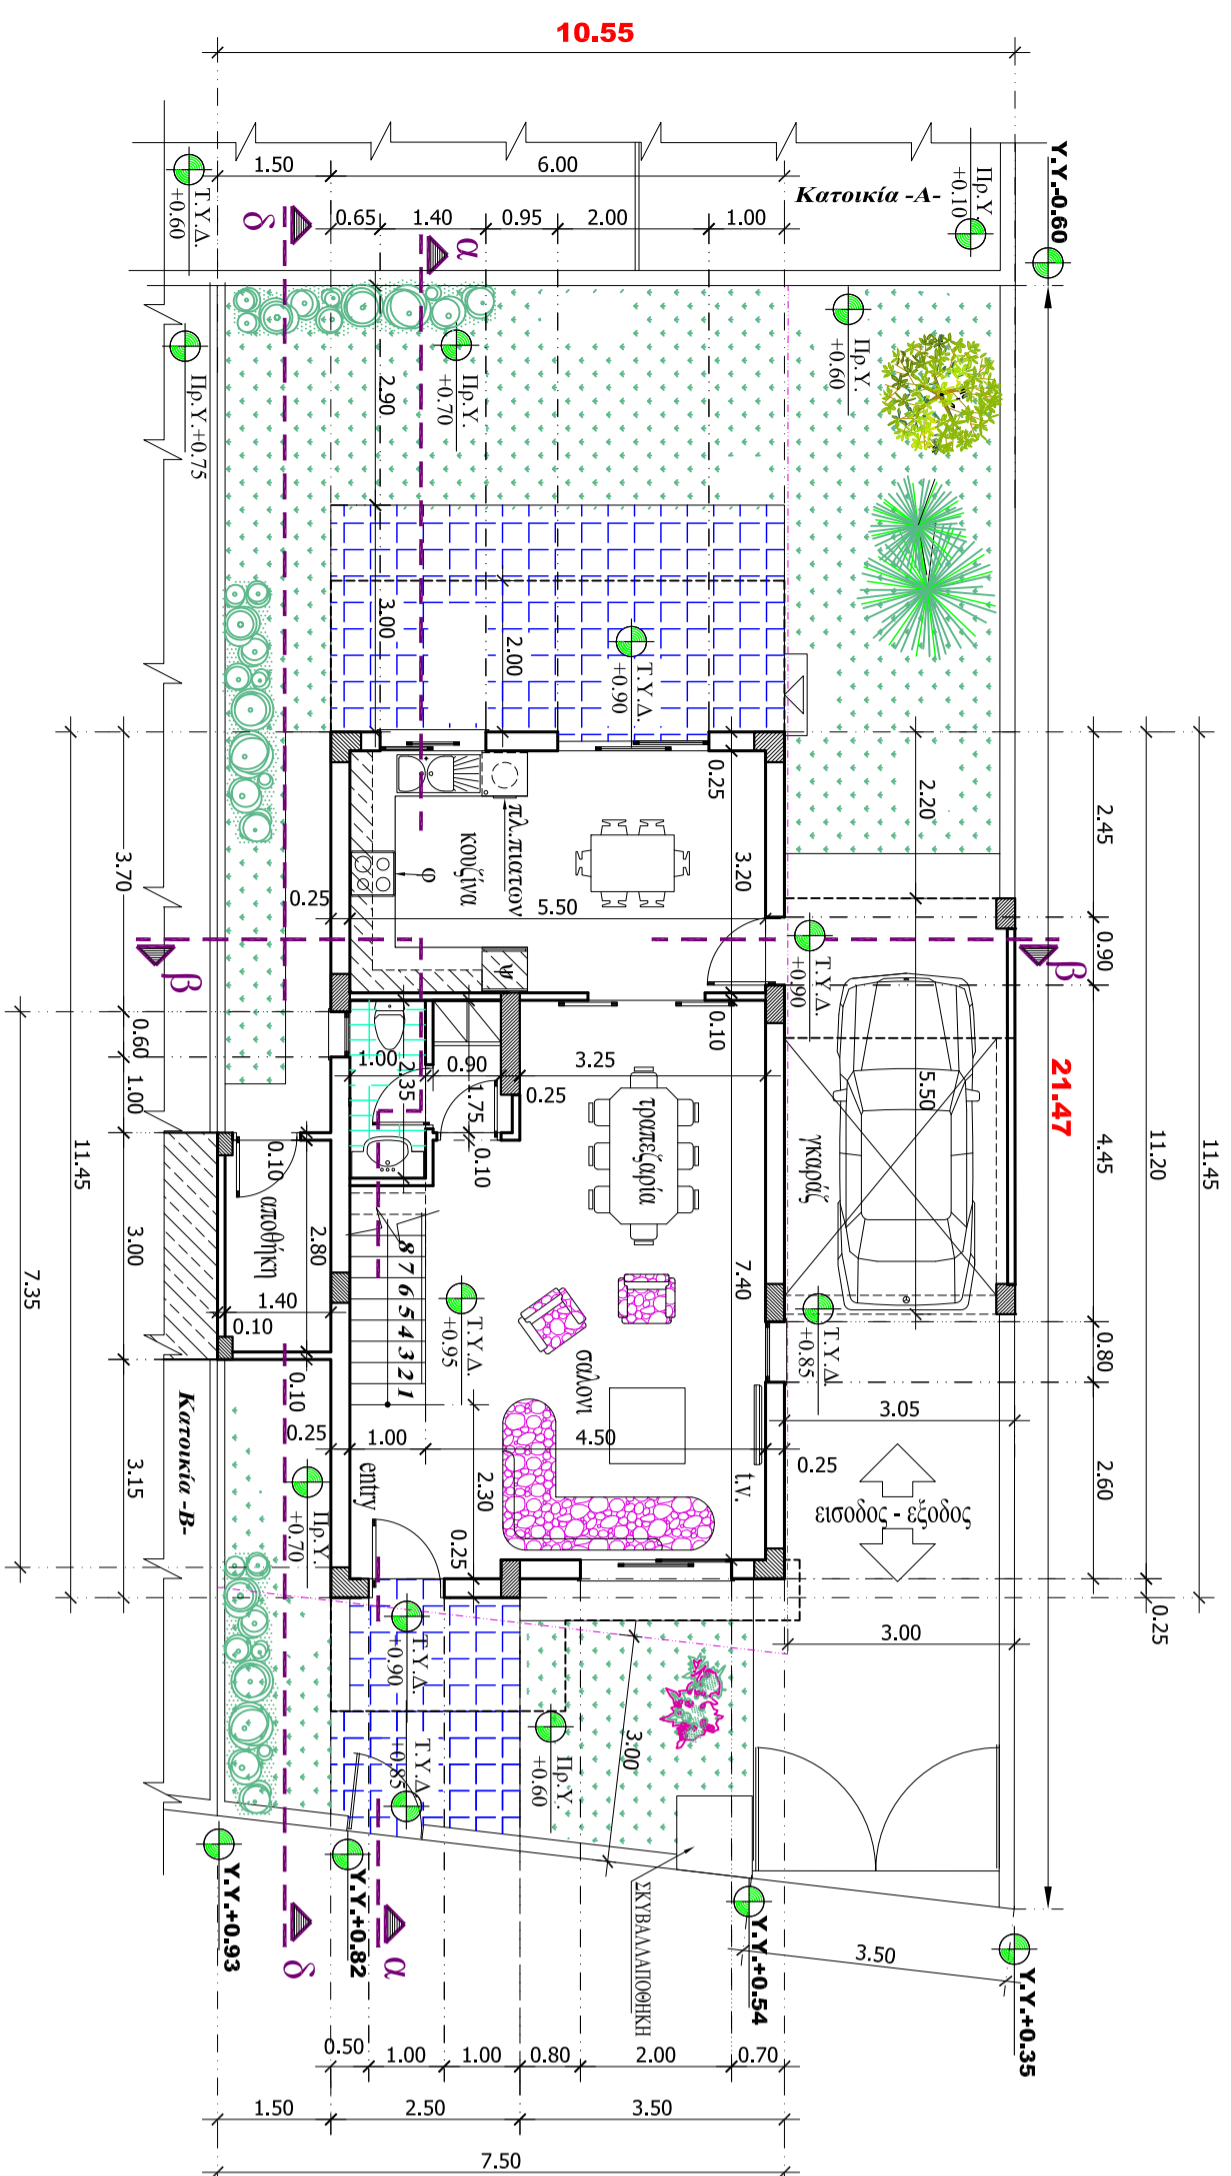 10.55
1.50
6.00
0.65
1.40
0.95
2.00
1.00
Κατοικία -Α-
Πρ.Υ.
+0.10
Υ.Υ.-0.60
Τ.Υ.Δ.
+0.60
δ
α
Πρ.Υ.+0.75
Πρ.Υ.
+0.70
Πρ.Υ.
+0.60
2.90
3.00
2.00
Τ.Υ.Δ.
+0.90
0.25
2.20
2.45
11.45
11.20
3.70
πλ.πιατων
κουζίνα
φ
3.20
5.50
0.25
β
β
ψ
Τ.Υ.Δ.
+0.90
0.90
21.47
0.10
0.60
1.00
1.00
2.35
0.90
1.75
0.25
3.25
5.50
4.45
γκαράζ
τραπεζαρία
0.10
0.10
αποθήκη
2.80
3.00
11.45
7.35
1.40
0.10
8 7 6 5 4 3 2 1
Τ.Υ.Δ.
+0.95
7.40
Τ.Υ.Δ.
+0.85
0.80
σαλονι
Κατοικία -Β-
0.10
0.25
1.00
4.50
0.25
3.05
entry
2.30
t.v.
εισοδος - εξοδος
2.60
3.15
Πρ.Υ.
+0.70
0.25
0.25
3.00
Τ.Υ.Δ.
+0.90
Τ.Υ.Δ.
+0.85
Πρ.Υ.
+0.60
3.00
ΣΚΥΒΑΛΛΑΠΟΘΗΚΗ
Υ.Υ.+0.93
δ
Υ.Υ.+0.82
α
Υ.Υ.+0.54
3.50
Υ.Υ.+0.35
0.50
1.00
1.00
0.80
2.00
0.70
1.50
2.50
3.50
7.50